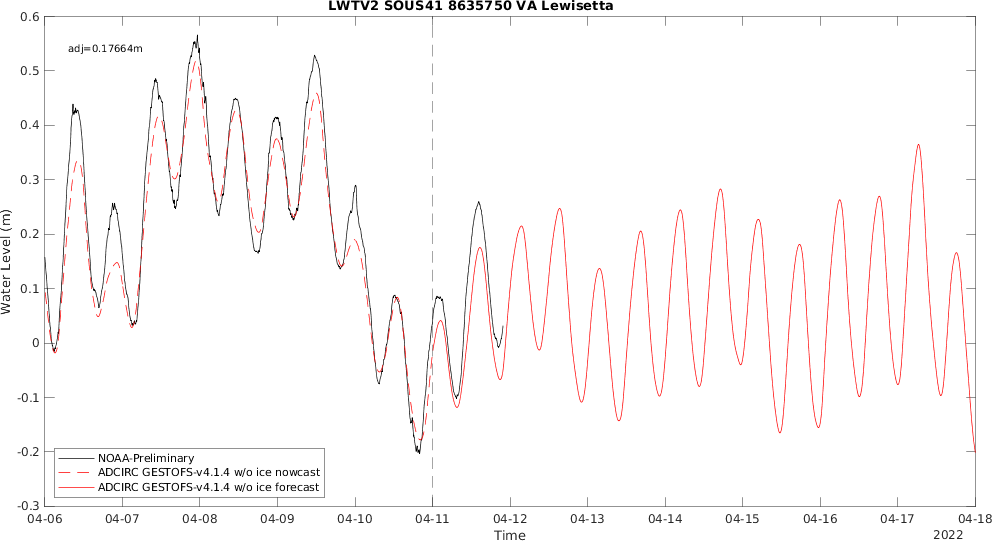 LWTV2 SOUS41 8635750 VA Lewisetta
adj=0.17664m
Water Level (m)
0.6
0.5
0.4
0.3
0.2
0.1
0
-0.1
-0.2
-0.3
NOAA-Preliminary
ADCIRC GESTOFS-v4.1.4 w/o ice nowcast
ADCIRC GESTOFS-v4.1.4 w/o ice forecast
04-06 04-07 04-08 04-09 04-10 04-11 04-12 04-13 04-14 04-15 04-16 04-17 04-18
Time
2022